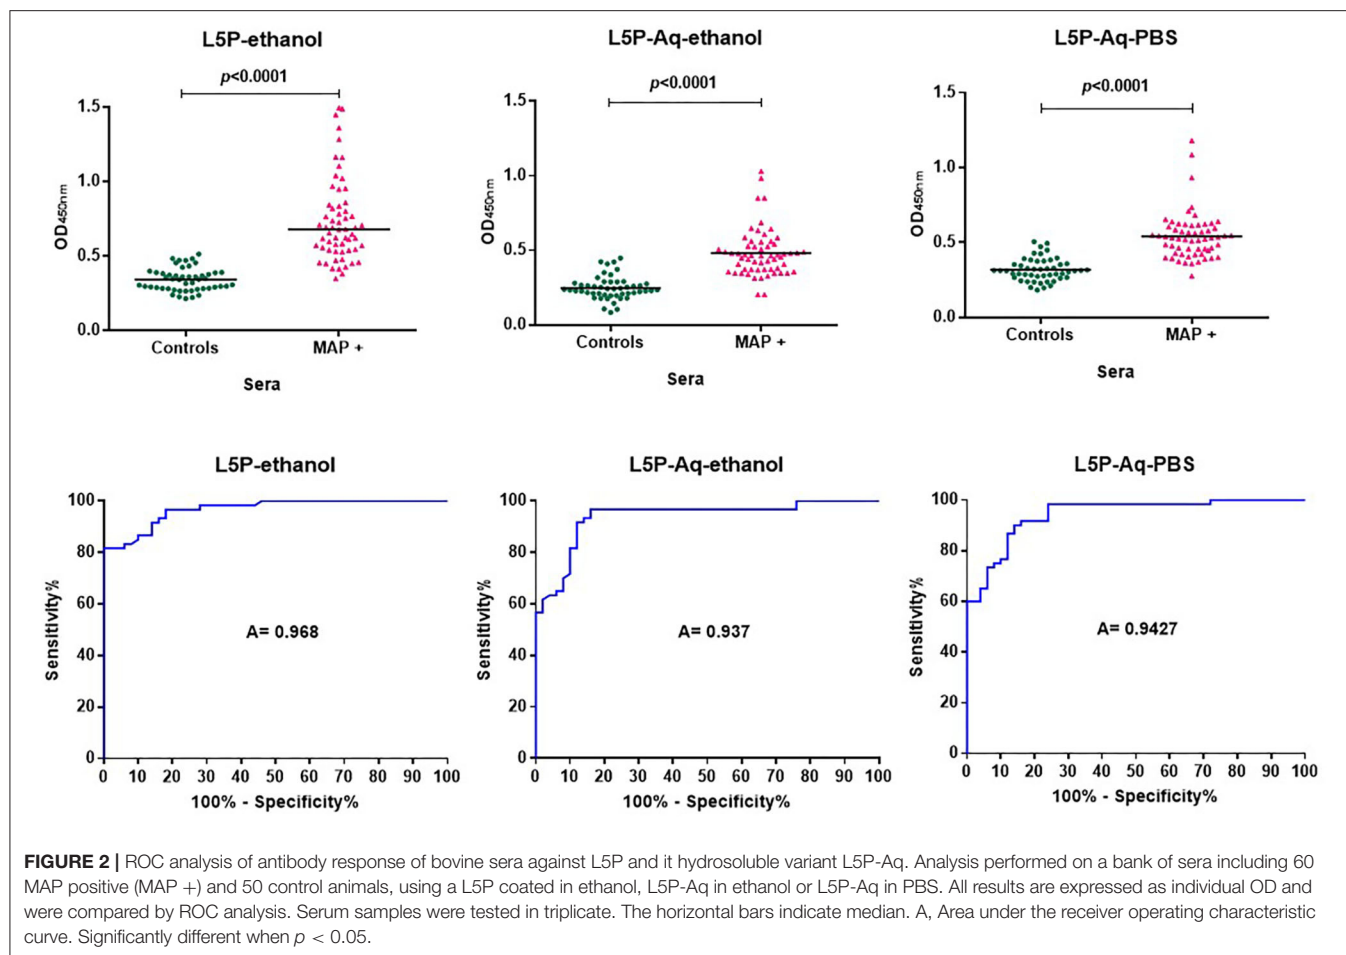 L5P-ethanol
p<0.0001
1.5
1.0
0.5
0.0
OD450nm
Controls
MAP +
Sera
L5P-Aq-ethanol
p<0.0001
1.5
1.0
0.5
0.0
OD450nm
Controls
MAP +
Sera
L5P-Aq-PBS
p<0.0001
1.5
1.0
0.5
0.0
OD450nm
Controls
MAP +
Sera
L5P-ethanol
100
80
60
40
20
0
Sensitivity%
A= 0.968
0 10 20 30 40 50 60 70 80 90 100
100% - Specificity%
L5P-Aq-ethanol
100
80
60
40
20
0
Sensitivity%
A= 0.937
0 10 20 30 40 50 60 70 80 90 100
100% - Specificity%
L5P-Aq-PBS
100
80
60
40
20
0
Sensitivity%
A= 0.9427
0 10 20 30 40 50 60 70 80 90 100
100% - Specificity%
FIGURE 2 | ROC analysis of antibody response of bovine sera against L5P and it hydrosoluble variant L5P-Aq. Analysis performed on a bank of sera including 60
MAP positive (MAP +) and 50 control animals, using a L5P coated in ethanol, L5P-Aq in ethanol or L5P-Aq in PBS. All results are expressed as individual OD and
were compared by ROC analysis. Serum samples were tested in triplicate. The horizontal bars indicate median. A, Area under the receiver operating characteristic
curve. Significantly different when p < 0.05.